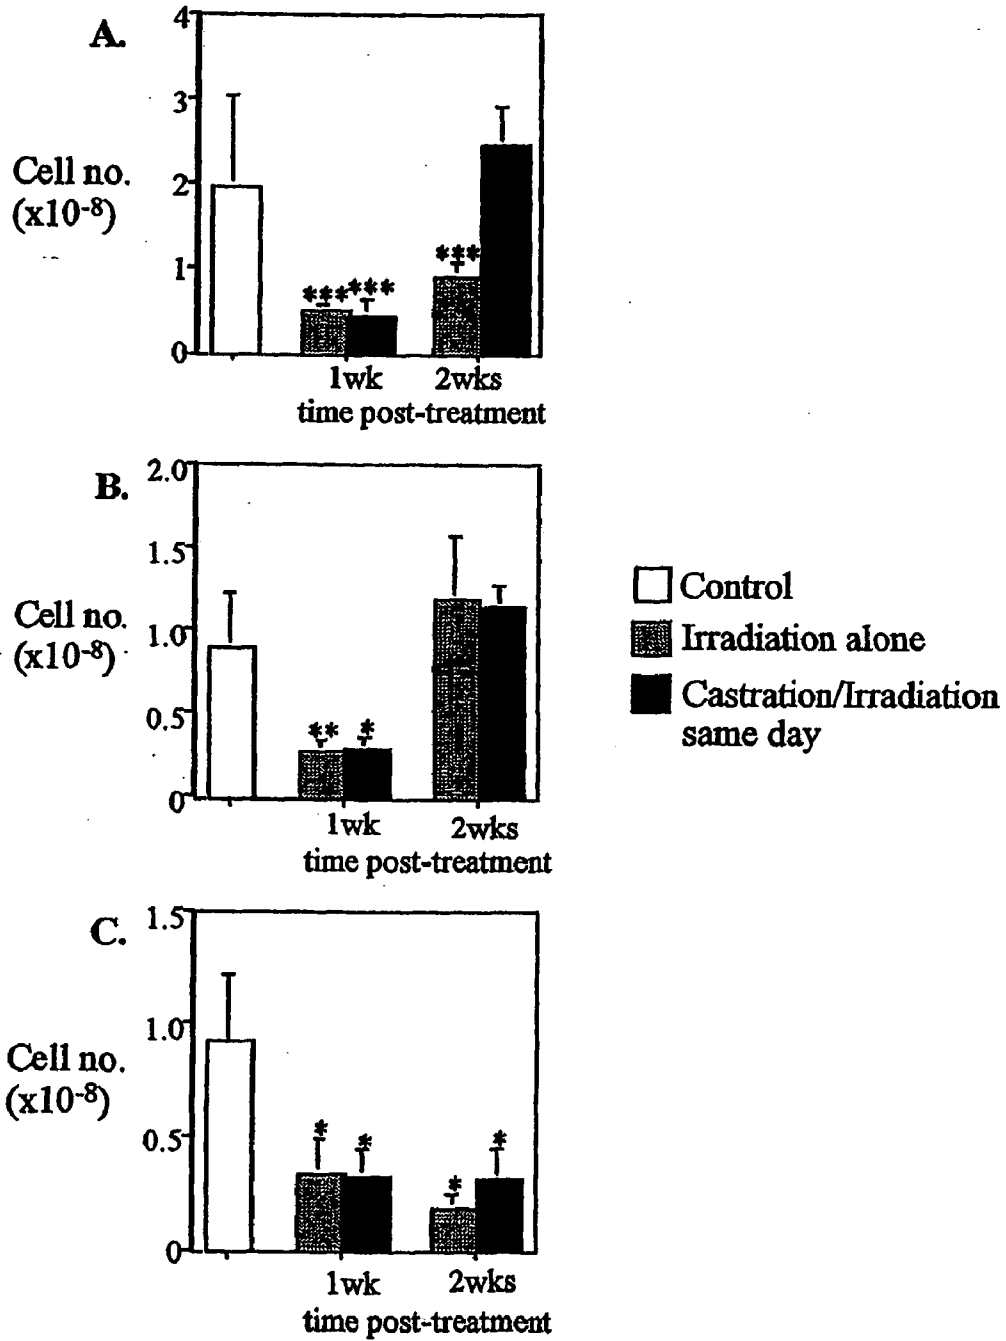 A.
4
3
2
1
0
Cell no.
(x10-8)
*** *** ***
1wk 2wks
time post-treatment
B.
2.0
1.5
1.0
0.5
0
Cell no.
(x10-8)
** *
1wk 2wks
time post-treatment
Control
Irradiation alone
Castration/Irradiation
same day
C.
1.5
1.0
0.5
0
Cell no.
(x10-8)
* * * *
1wk 2wks
time post-treatment